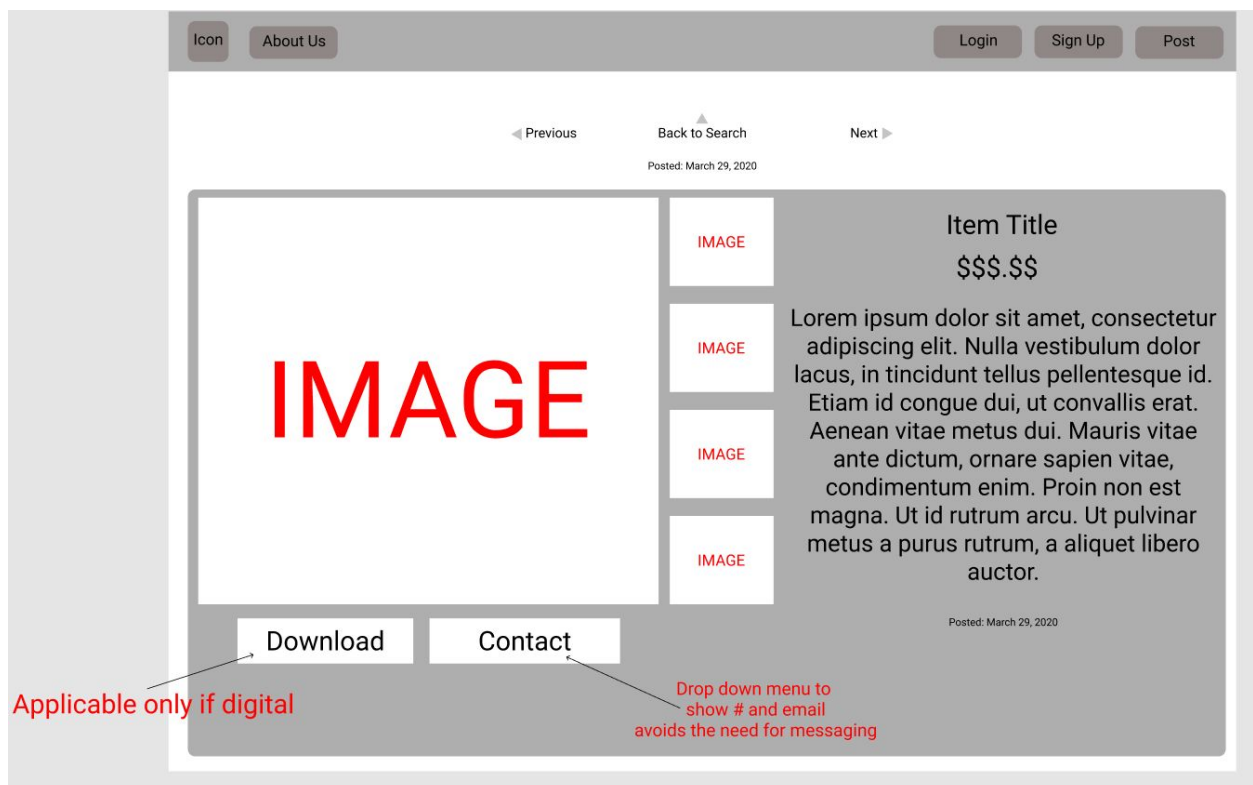 Icon
About Us
Login
Sign Up
Post
Previous
Back to Search
Next
Posted: March 29, 2020
IMAGE
IMAGE
IMAGE
IMAGE
IMAGE
Item Title
$$$.$$
Lorem ipsum dolor sit amet, consectetur
adipiscing elit. Nulla vestibulum dolor
lacus, in tincidunt tellus pellentesque id.
Etiam id congue dui, ut convallis erat.
Aenean vitae metus dui. Mauris vitae
ante dictum, ornare sapien vitae,
condimentum enim. Proin non est
magna. Ut id rutrum arcu. Ut pulvinar
metus a purus rutrum, a aliquet libero
auctor.
Posted: March 29, 2020
Download
Contact
Applicable only if digital
Drop down menu to
show # and email
avoids the need for messaging